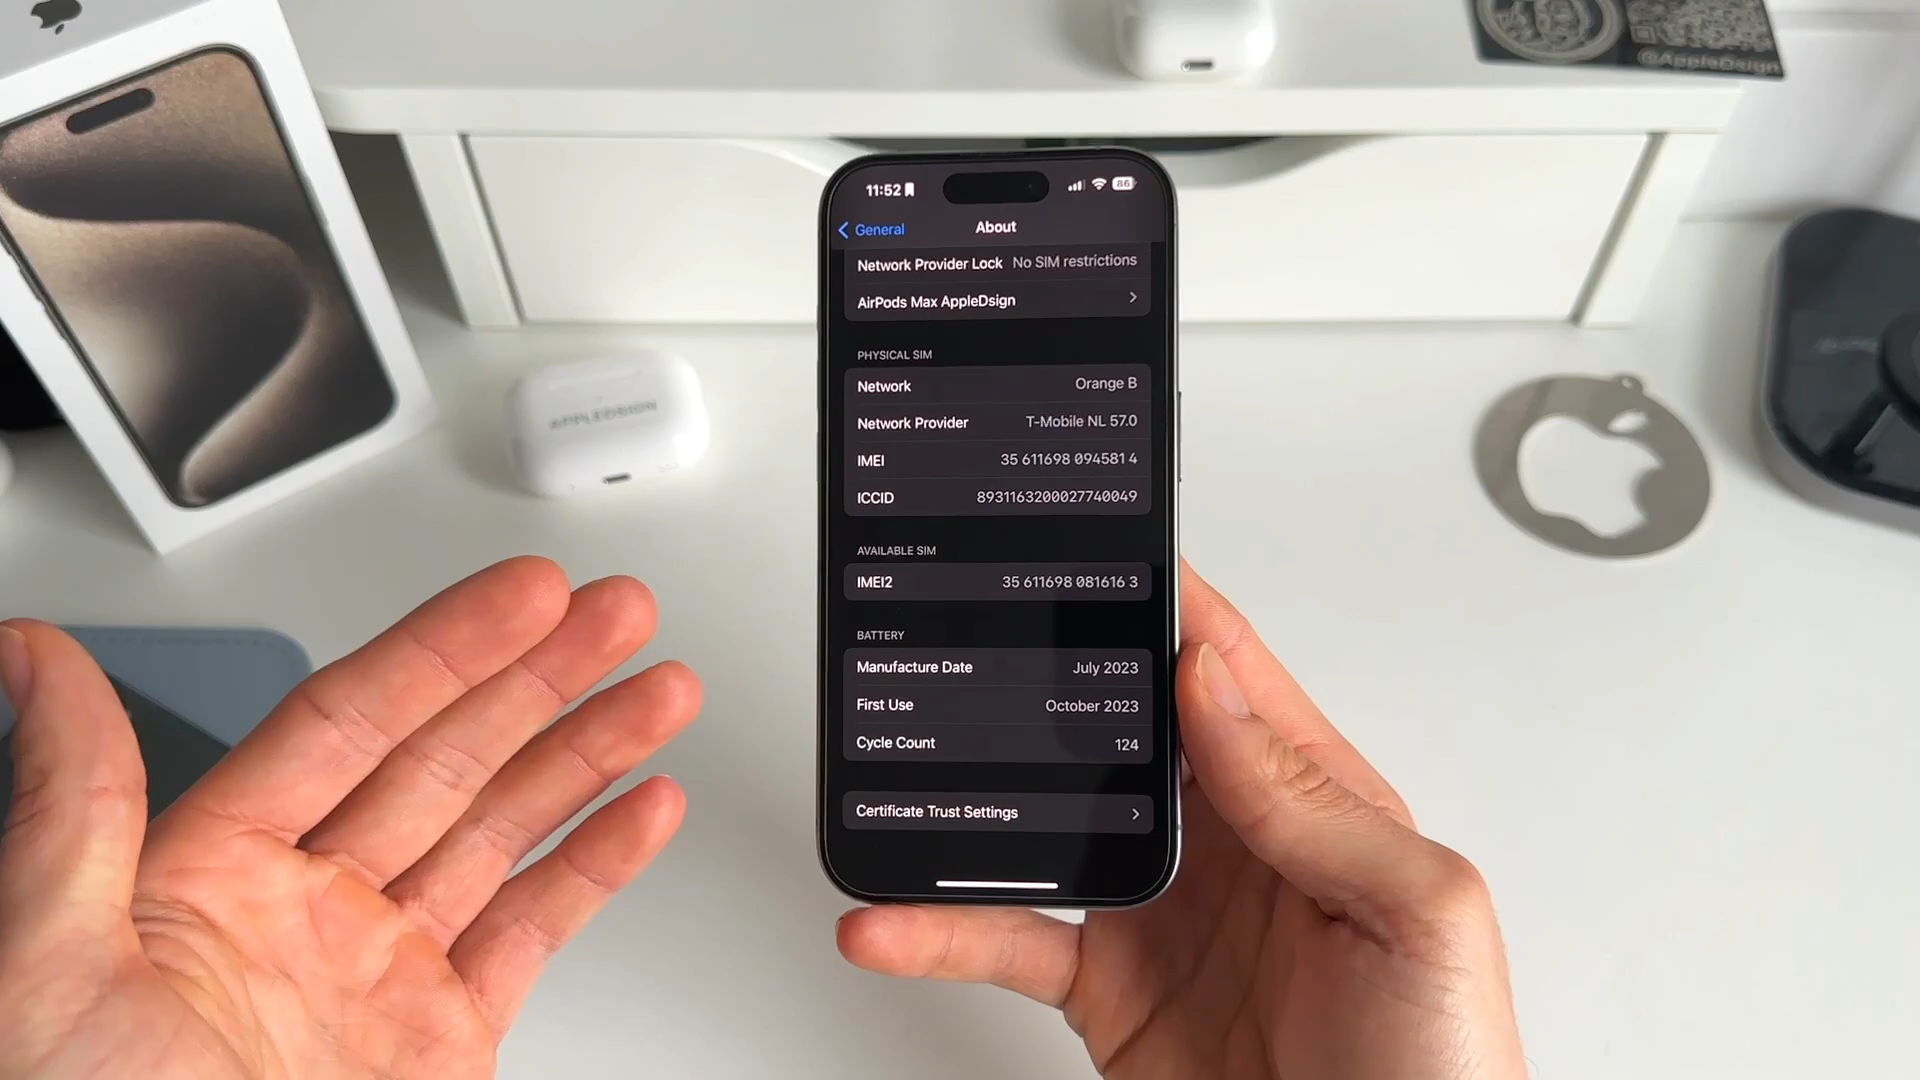 @AppleDsign
11:52
86
General
About
Network Provider Lock No SIM restrictions
AirPods Max AppleDsign
PHYSICAL SIM
Network Orange B
Network Provider T-Mobile NL 57.0
IMEI 35 611698 094581 4
ICCID 8931163200027740049
AVAILABLE SIM
IMEI2 35 611698 081616 3
BATTERY
Manufacture Date July 2023
First Use October 2023
Cycle Count 124
Certificate Trust Settings
APPLEDSIGN